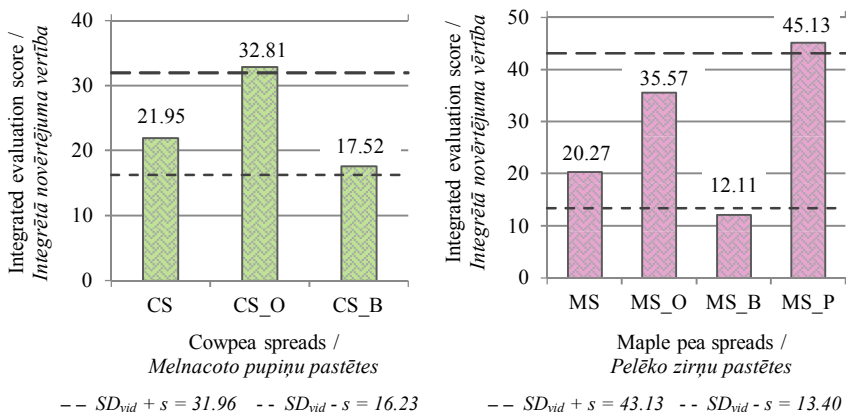 Integrated evaluation score /
Integrētā novērtējuma vertība
40
30
20
10
0
21.95
32.81
17.52
CS
CS_O
CS_B
Cowpea spreads /
Melnacoto pupiņu pastētes
– – SDvid + s = 31.96 - - SDvid - s = 16.23
Integrated evaluation score /
Integrētā novērtējuma vērtība
50
40
30
20
10
0
20.27
35.57
12.11
45.13
MS
MS_O
MS_B
MS_P
Maple pea spreads /
Pelēko zirņu pastētes
– – SDvid + s = 43.13 - - SDvid - s = 13.40